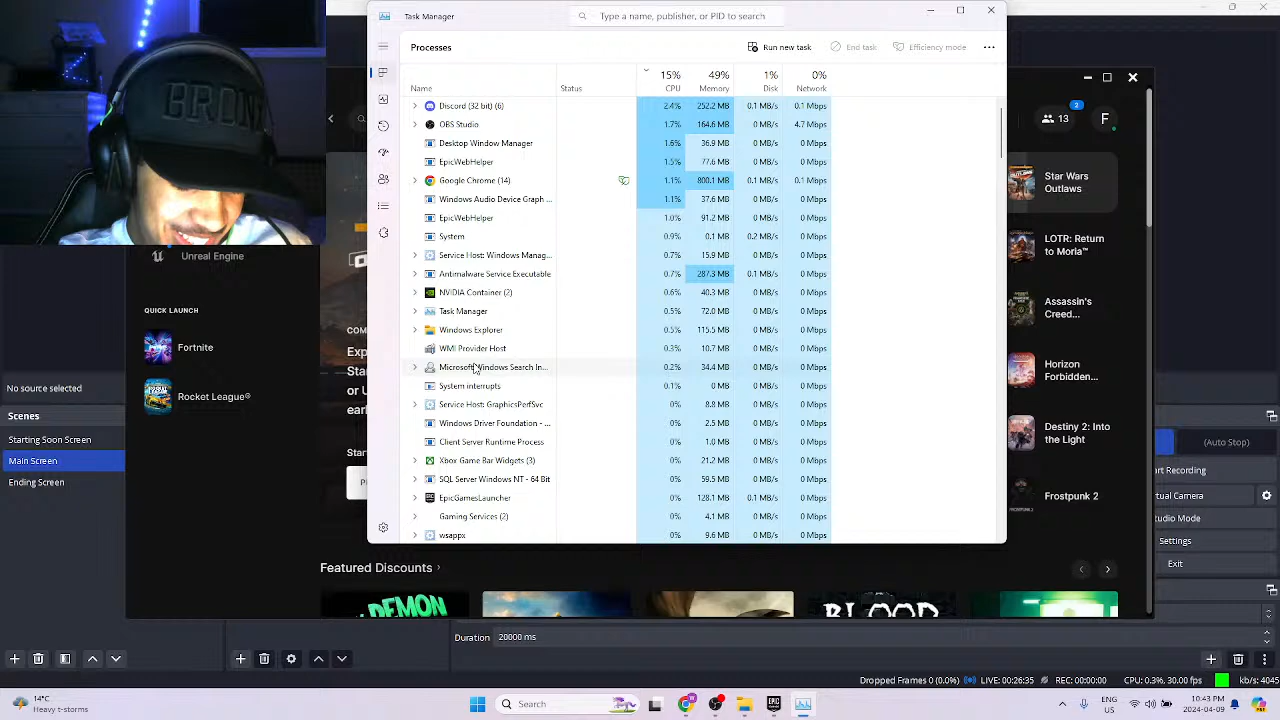 BRONX
Task Manager
Type a name, publisher, or PID to search
Processes
Run new task
End task
Efficiency mode
Name
Status
15%
CPU
49%
Memory
1%
Disk
0%
Network
Discord (32 bit) (6) 2.4% 252.2 MB 0.1 MB/s 0.1 Mbps
OBS Studio 1.7% 164.6 MB 0 MB/s 4.7 Mbps
Desktop Window Manager 1.6% 36.9 MB 0 MB/s 0 Mbps
EpicWebHelper 1.5% 77.6 MB 0 MB/s 0 Mbps
Google Chrome (14) 1.1% 800.1 MB 0.1 MB/s 0.1 Mbps
Windows Audio Device Graph ... 1.1% 37.6 MB 0 MB/s 0 Mbps
EpicWebHelper 1.0% 91.2 MB 0 MB/s 0 Mbps
System 0.9% 0.1 MB 0.2 MB/s 0 Mbps
Service Host: Windows Manag... 0.7% 15.9 MB 0 MB/s 0 Mbps
Antimalware Service Executable 0.7% 287.3 MB 0.1 MB/s 0 Mbps
NVIDIA Container (2) 0.6% 40.3 MB 0 MB/s 0 Mbps
Task Manager 0.5% 72.0 MB 0 MB/s 0 Mbps
Windows Explorer 0.5% 115.5 MB 0 MB/s 0 Mbps
WMI Provider Host 0.3% 10.7 MB 0 MB/s 0 Mbps
Microsoft Windows Search In... 0.2% 34.4 MB 0 MB/s 0 Mbps
System interrupts 0.1% 0 MB 0 MB/s 0 Mbps
Service Host: GraphicsPerfSvc 0% 8.8 MB 0 MB/s 0 Mbps
Windows Driver Foundation - ... 0% 2.5 MB 0 MB/s 0 Mbps
Client Server Runtime Process 0% 1.0 MB 0 MB/s 0 Mbps
Xbox Game Bar Widgets (3) 0% 21.2 MB 0 MB/s 0 Mbps
SQL Server Windows NT - 64 Bit 0% 59.5 MB 0 MB/s 0 Mbps
EpicGamesLauncher 0% 128.1 MB 0.1 MB/s 0 Mbps
Gaming Services (2) 0% 4.1 MB 0 MB/s 0 Mbps
wsappx 0% 9.6 MB 0 MB/s 0 Mbps
2
13
F
Star Wars
Outlaws
LOTR: Return
to Moria™
Assassin's
Creed...
Horizon
Forbidden...
Destiny 2: Into
the Light
Frostpunk 2
Unreal Engine
QUICK LAUNCH
Fortnite
Rocket League®
Featured Discounts
DEMON
BLOOD
No source selected
Scenes
Starting Soon Screen
Main Screen
Ending Screen
(Auto Stop)
Duration
20000 ms
Dropped Frames 0 (0.0%)
LIVE: 00:26:35
REC: 00:00:00
CPU: 0.3%, 30.00 fps
kb/s: 4045
14°C
Heavy t-storms
Search
EPIC
ENG
US
10:43 PM
2024-04-09